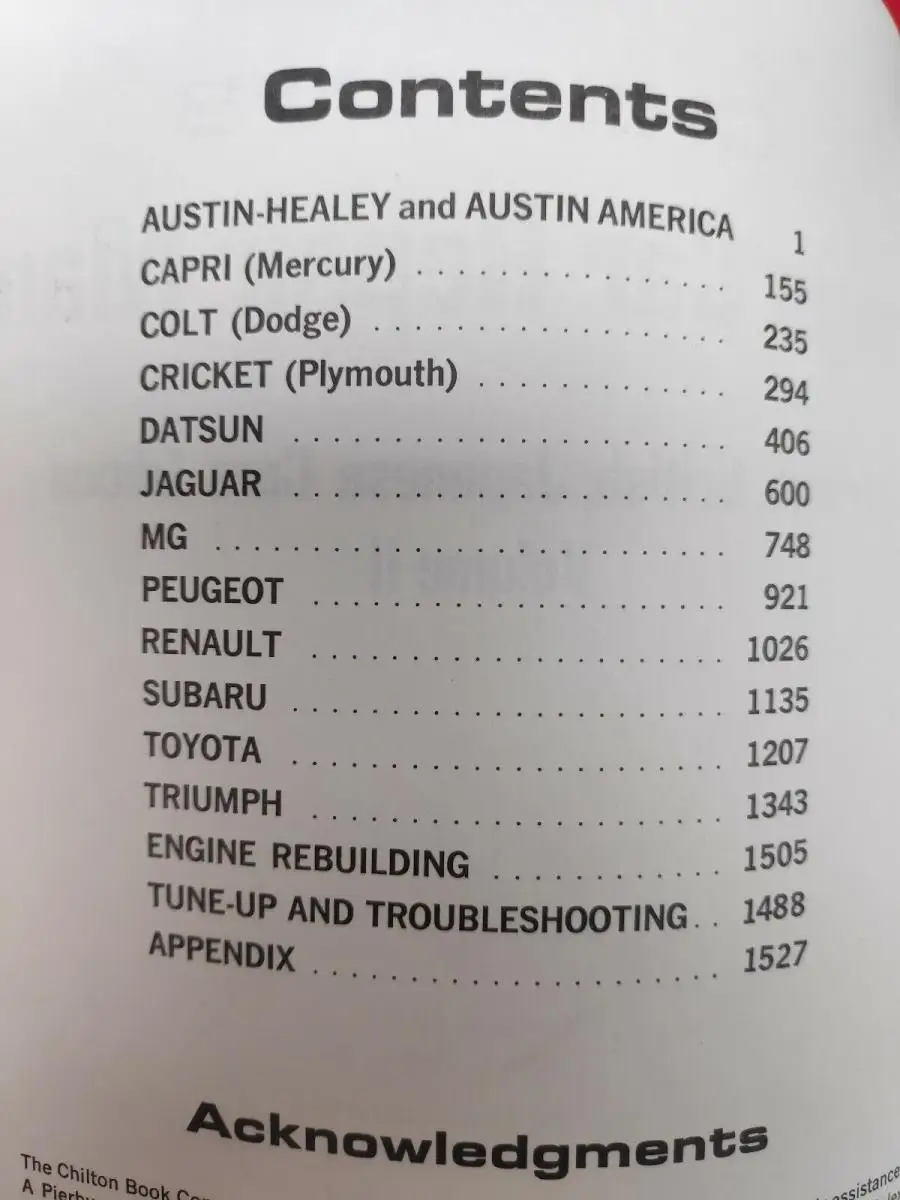 Contents
AUSTIN-HEALEY and AUSTIN AMERICA 1
CAPRI (Mercury) . . . . . . . . . . . . . . 155
COLT (Dodge) . . . . . . . . . . . . . . . . 235
CRICKET (Plymouth) . . . . . . . . . . . 294
DATSUN . . . . . . . . . . . . . . . . . . . 406
JAGUAR . . . . . . . . . . . . . . . . . . . 600
MG . . . . . . . . . . . . . . . . . . . . . . 748
PEUGEOT . . . . . . . . . . . . . . . . . . 921
RENAULT . . . . . . . . . . . . . . . . . . 1026
SUBARU . . . . . . . . . . . . . . . . . . . 1135
TOYOTA . . . . . . . . . . . . . . . . . . . 1207
TRIUMPH . . . . . . . . . . . . . . . . . . 1343
ENGINE REBUILDING . . . . . . . . . . 1505
TUNE-UP AND TROUBLESHOOTING . . 1488
APPENDIX . . . . . . . . . . . . . . . . . . 1527
Acknowledgments
The Chilton Book
assistance
A